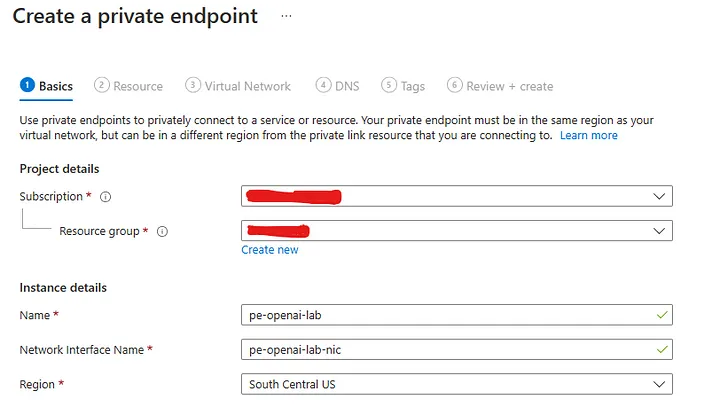 Create a private endpoint ...
1 Basics 2 Resource 3 Virtual Network 4 DNS 5 Tags 6 Review + create
Use private endpoints to privately connect to a service or resource. Your private endpoint must be in the same region as your
virtual network, but can be in a different region from the private link resource that you are connecting to. Learn more
Project details
Subscription *
Resource group *
Create new
Instance details
Name * pe-openai-lab
Network Interface Name * pe-openai-lab-nic
Region * South Central US